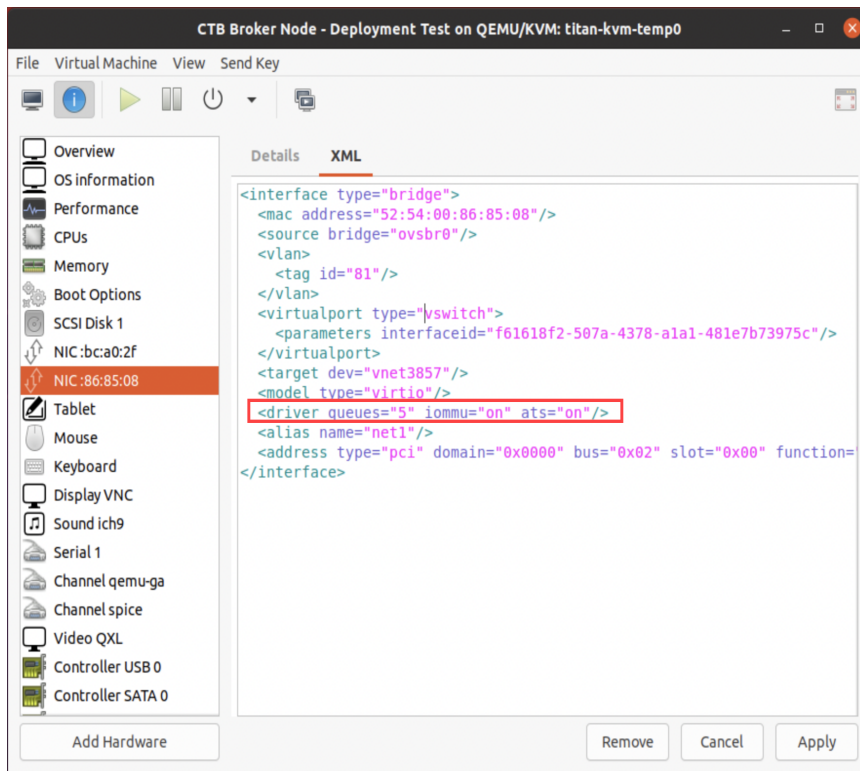 CTB Broker Node - Deployment Test on QEMU/KVM: titan-kvm-temp0
File Virtual Machine View Send Key
Overview
OS information
Performance
CPUs
Memory
Boot Options
SCSI Disk 1
NIC :bc:a0:2f
NIC :86:85:08
Tablet
Mouse
Keyboard
Display VNC
Sound ich9
Serial 1
Channel qemu-ga
Channel spice
Video QXL
Controller USB 0
Controller SATA 0
Add Hardware
Details XML
<interface type="bridge">
<mac address="52:54:00:86:85:08"/>
<source bridge="ovsbr0"/>
<vlan>
<tag id="81"/>
</vlan>
<virtualport type="vswitch">
<parameters interfaceid="f61618f2-507a-4378-a1a1-481e7b73975c"/>
</virtualport>
<target dev="vnet3857"/>
<model type="virtio"/>
<driver queues="5" iommu="on" ats="on"/>
<alias name="net1"/>
<address type="pci" domain="0x0000" bus="0x02" slot="0x00" function=
</interface>
Remove Cancel Apply